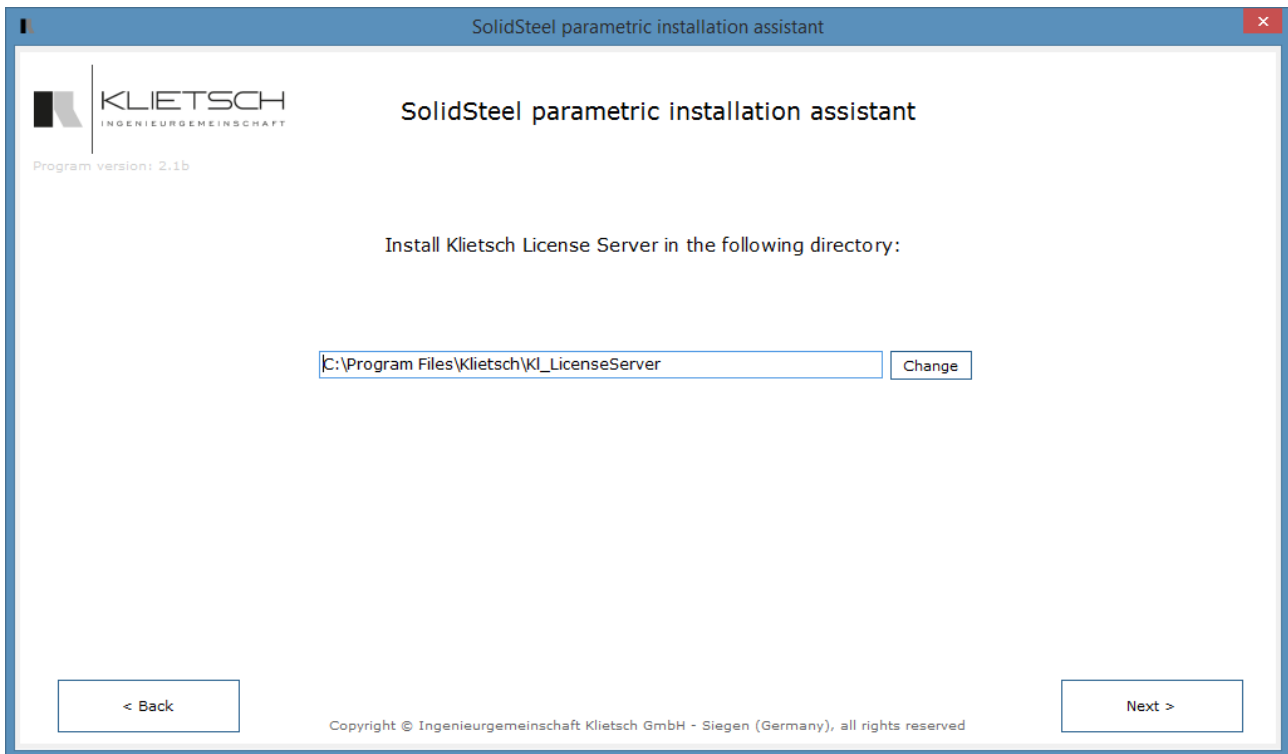 SolidSteel parametric installation assistant
KLIETSCH
INGENIEURGEMEINSCHAFT
SolidSteel parametric installation assistant
Program version: 2.1b
Install Klietsch License Server in the following directory:
C:\Program Files\Klietsch\Kl_LicenseServer
Change
< Back
Next >
Copyright © Ingenieurgemeinschaft Klietsch GmbH - Siegen (Germany), all rights reserved